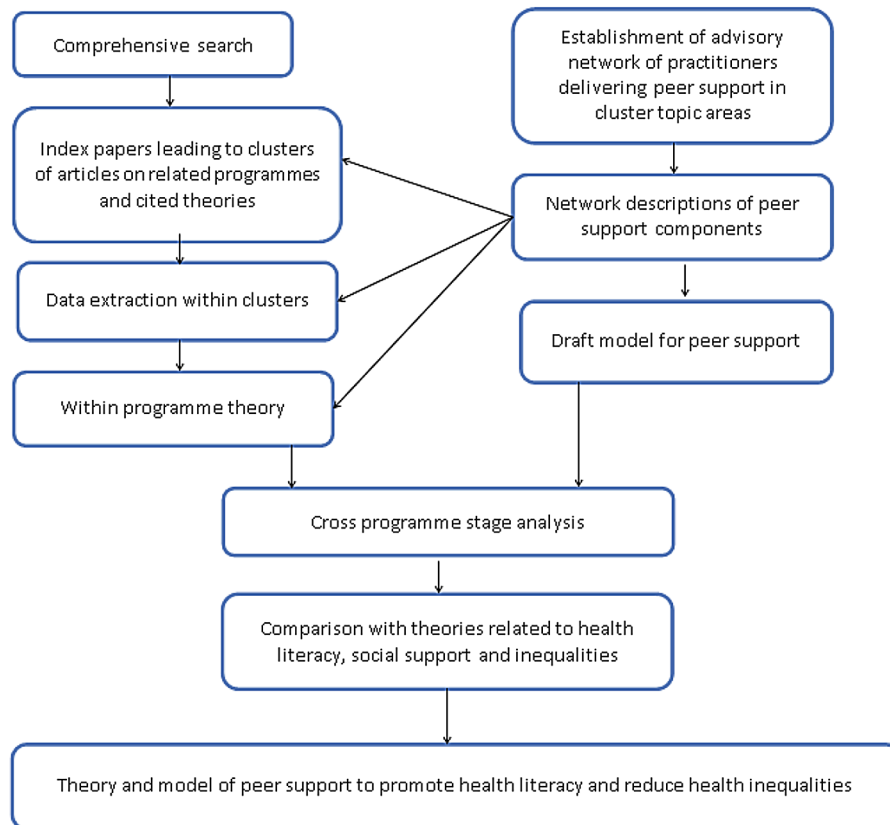 Comprehensive search
Establishment of advisory
network of practitioners
delivering peer support in
cluster topic areas
Index papers leading to clusters
of articles on related programmes
and cited theories
Network descriptions of peer
support components
Data extraction within clusters
Draft model for peer support
Within programme theory
Cross programme stage analysis
Comparison with theories related to health
literacy, social support and inequalities
Theory and model of peer support to promote health literacy and reduce health inequalities